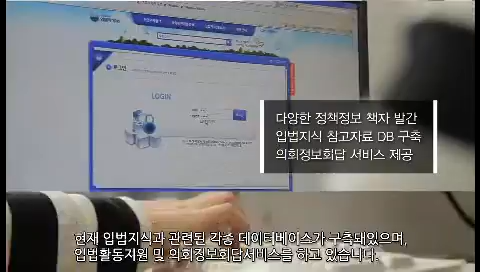 LOGIN
다양한 정책정보 책자 발간
입법지식 참고자료 DB 구축
의회정보회답 서비스 제공
현재 입법지식과 관련된 각종 데이터베이스가 구축돼있으며,
입법활동지원 및 의회정보회답서비스를 하고 있습니다.